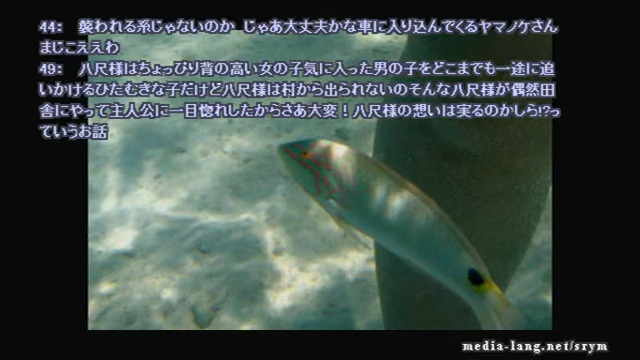 44:　襲われる系じゃないのか　じゃあ大丈夫かな車に入り込んでくるヤマノケさん
まじこええわ
49:　八尺様はちょっぴり背の高い女の子気に入った男の子をどこまでも一途に追
いかけるひたむきな子だけど八尺様は村から出られないのそんな八尺様が偶然田
舎にやって主人公に一目惚れしたからさあ大変！八尺様の想いは実るのかしら!?っ
ていうお話
media-lang.net/srym